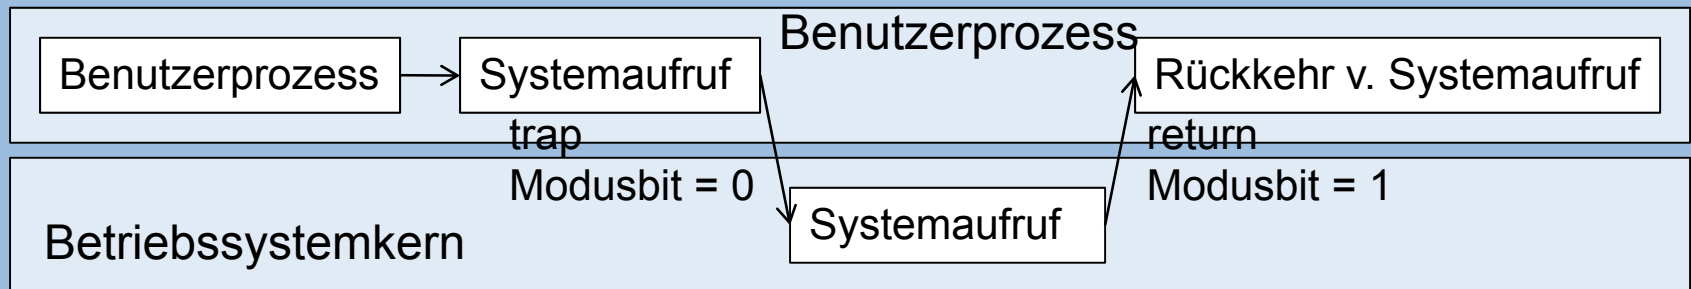 Benutzerprozess
Benutzerprozess
Systemaufruf
Rückkehr v. Systemaufruf
trap
Modusbit = 0
return
Modusbit = 1
Systemaufruf
Betriebssystemkern